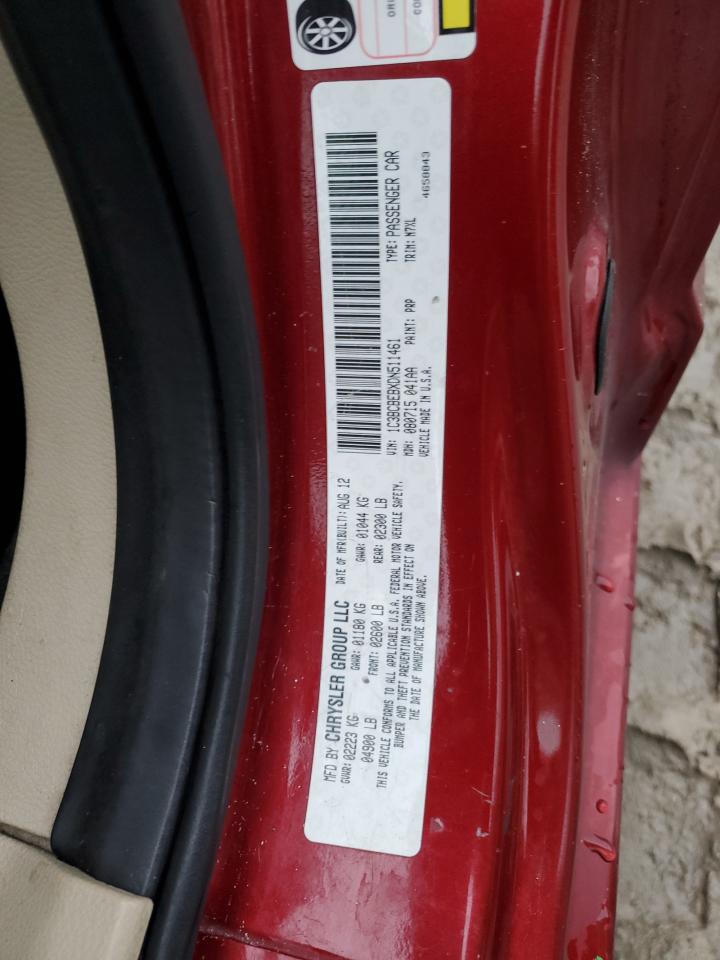 MFD BY CHRYSLER GROUP LLC
DATE OF MFR(BUILT): AUG 12
GVWR: 02223 KG
GAWR: 01180 KG
GAWR: 01044 KG
04900 LB
FRONT: 02600 LB
REAR: 02300 LB
THIS VEHICLE CONFORMS TO ALL APPLICABLE U.S.A. FEDERAL MOTOR VEHICLE SAFETY,
BUMPER AND THEFT PREVENTION STANDARDS IN EFFECT ON
THE DATE OF MANUFACTURE SHOWN ABOVE.
VIN: 1C3BCBEBXDN511461
TYPE: PASSENGER CAR
MDH: 080715 041AA
PAINT: PRP
TRIM: N7XL
VEHICLE MADE IN U.S.A.
4650043